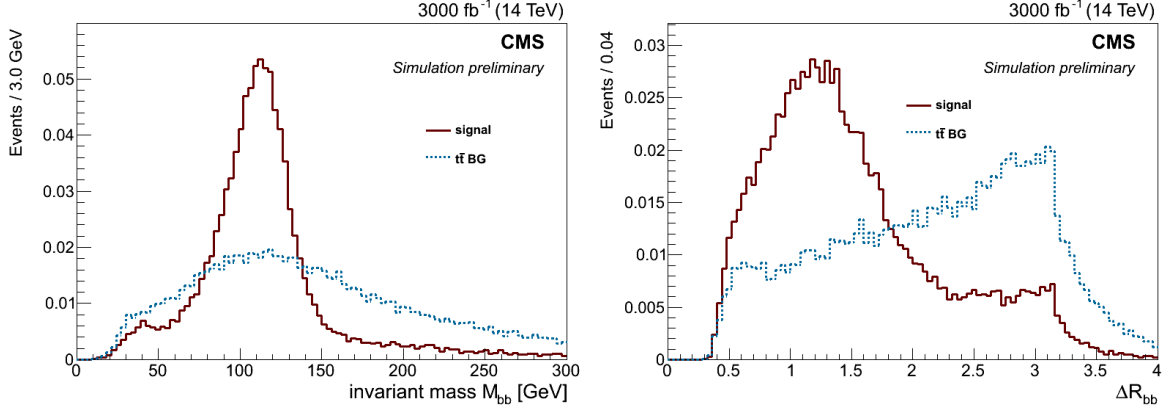 3000 fb⁻¹ (14 TeV)
CMS
Simulation preliminary
signal
tt̄ BG
Events / 3.0 GeV
0.05
0.04
0.03
0.02
0.01
0
0 50 100 150 200 250 300
invariant mass M_bb [GeV]
3000 fb⁻¹ (14 TeV)
CMS
Simulation preliminary
signal
tt̄ BG
Events / 0.04
0.03
0.025
0.02
0.015
0.01
0.005
0
0 0.5 1 1.5 2 2.5 3 3.5 4
ΔR_bb